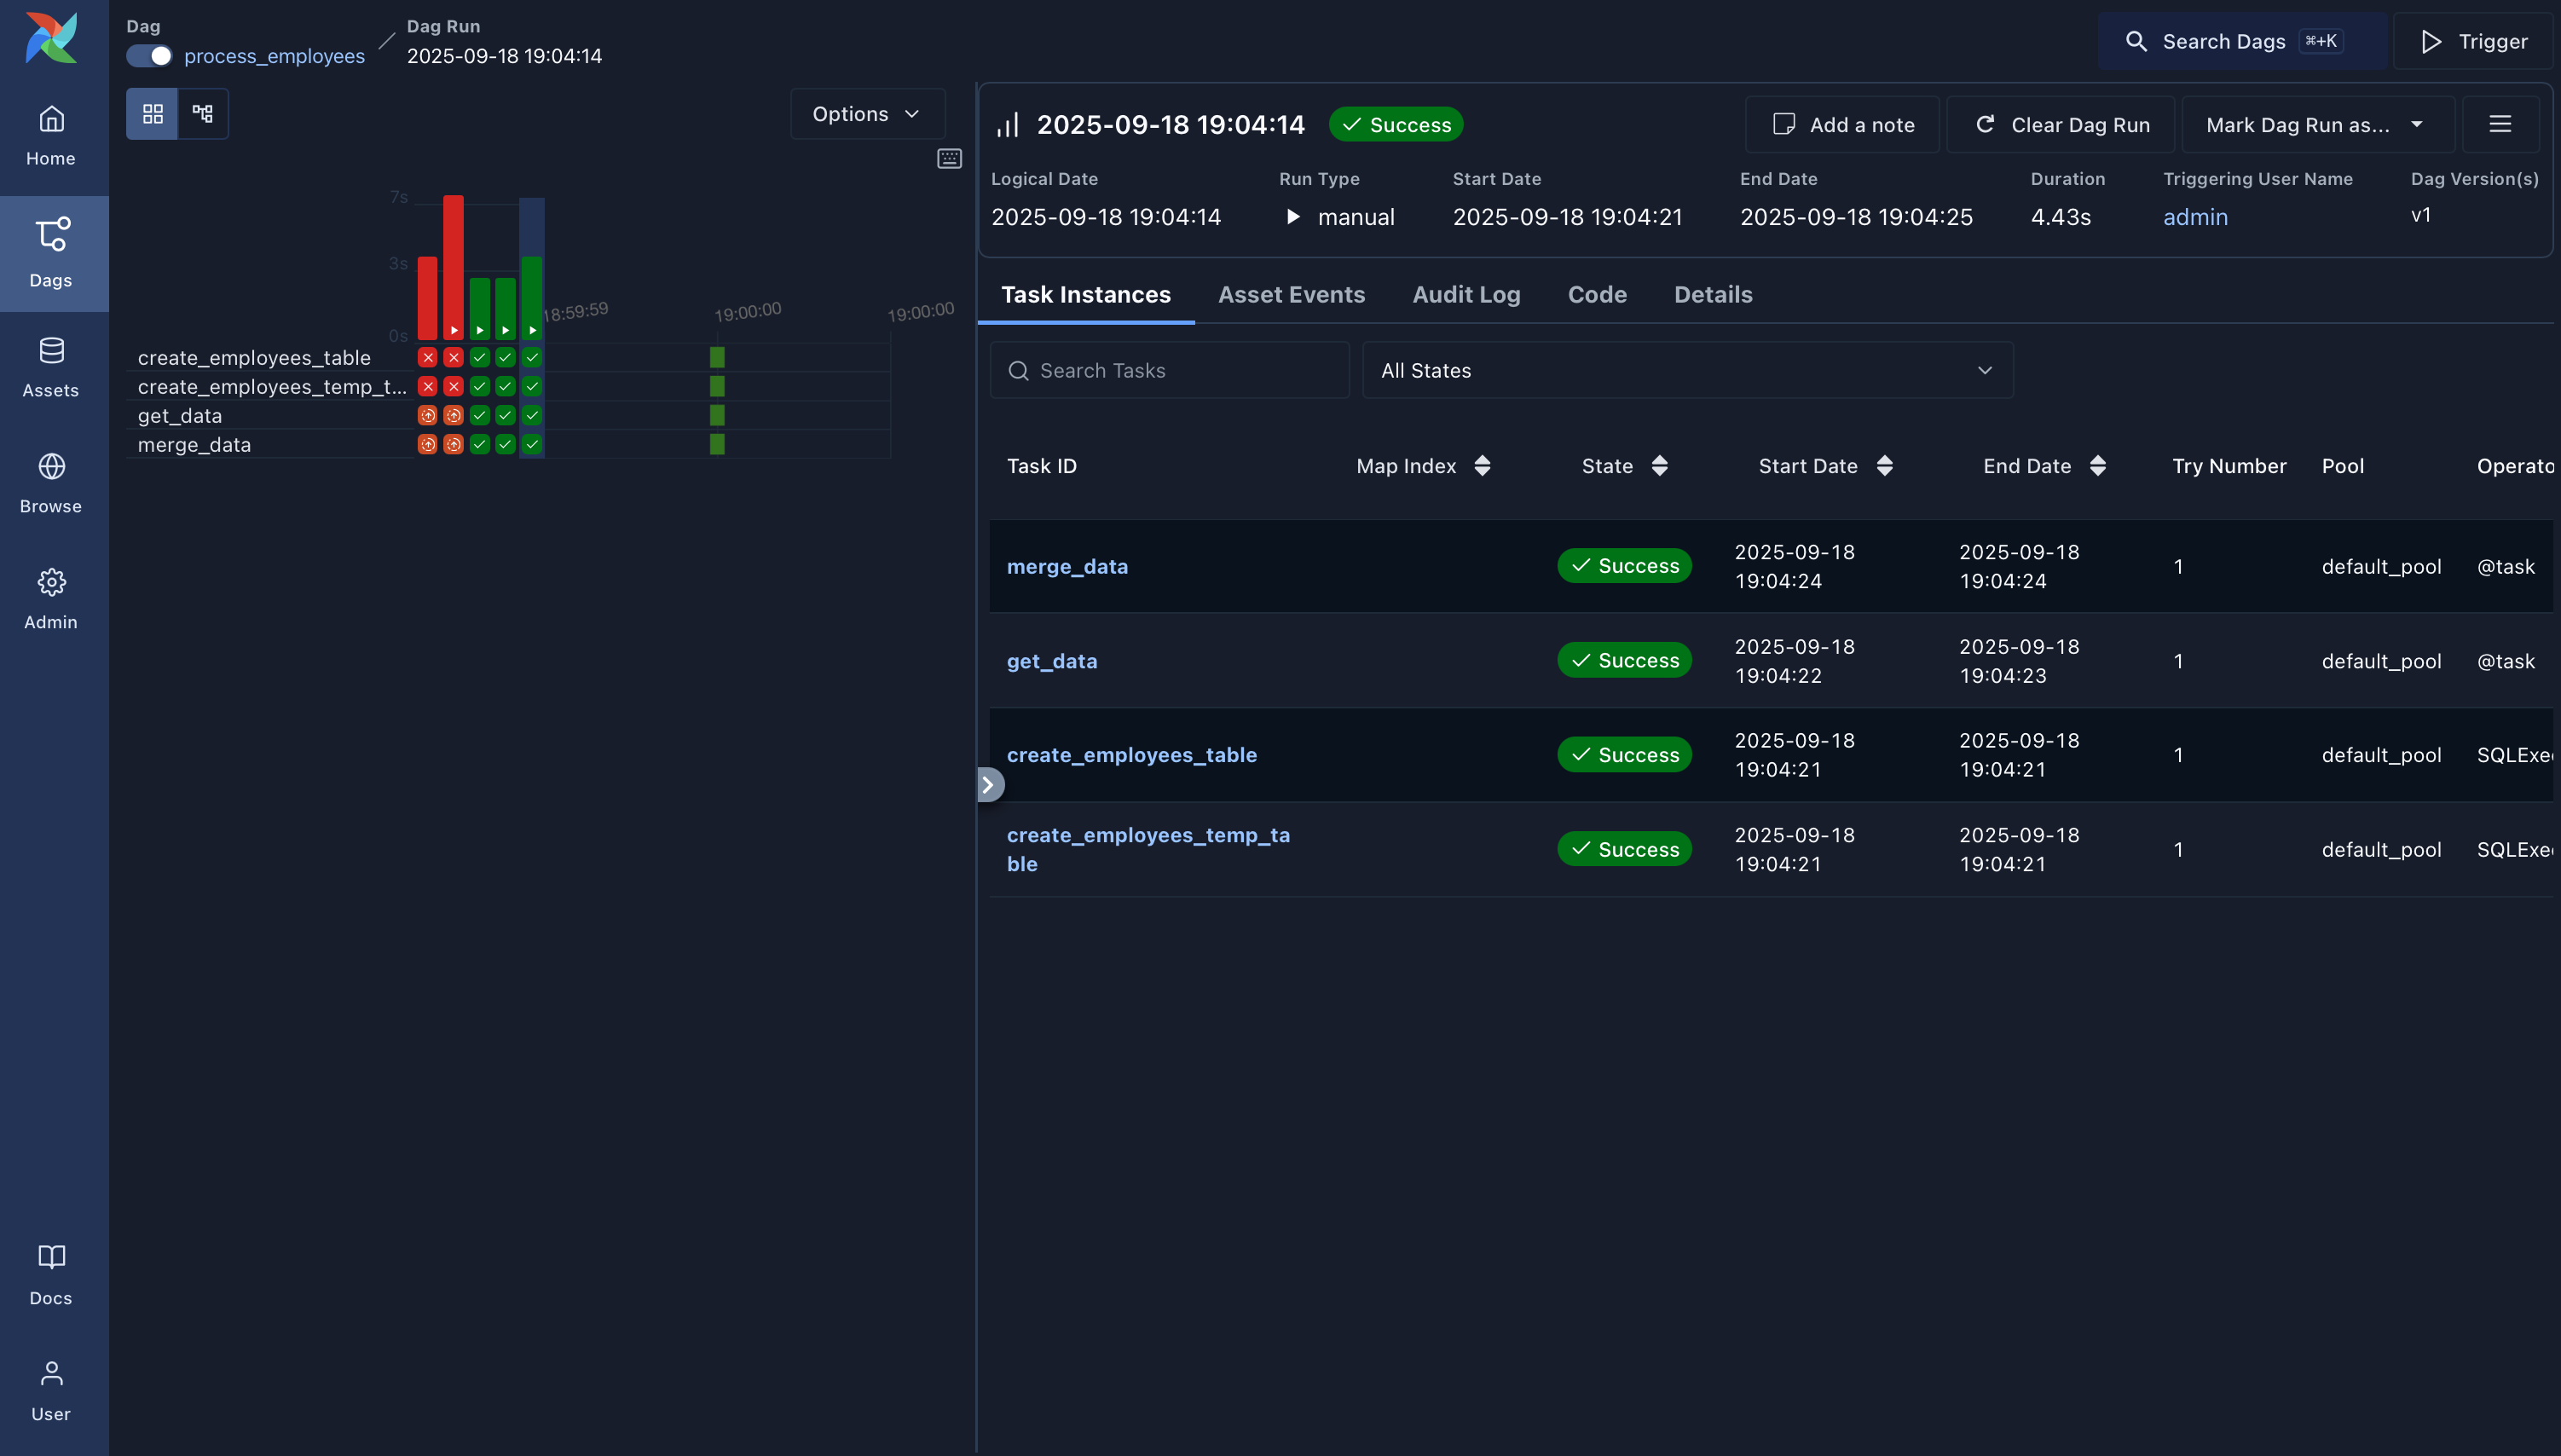 Dag
process_employees
Dag Run
2025-09-18 19:04:14
Search Dags ⌘+K
Trigger
Home
Dags
Assets
Browse
Admin
Docs
User
Options
7s
3s
0s
18:59:59
19:00:00
19:00:00
create_employees_table
create_employees_temp_t...
get_data
merge_data
2025-09-18 19:04:14
Success
Add a note
Clear Dag Run
Mark Dag Run as...
Logical Date
2025-09-18 19:04:14
Run Type
manual
Start Date
2025-09-18 19:04:21
End Date
2025-09-18 19:04:25
Duration
4.43s
Triggering User Name
admin
Dag Version(s)
v1
Task Instances
Asset Events
Audit Log
Code
Details
Search Tasks
All States
Task ID Map Index State Start Date End Date Try Number Pool Operato
merge_data Success 2025-09-18 19:04:24 2025-09-18 19:04:24 1 default_pool @task
get_data Success 2025-09-18 19:04:22 2025-09-18 19:04:23 1 default_pool @task
create_employees_table Success 2025-09-18 19:04:21 2025-09-18 19:04:21 1 default_pool SQLExe
create_employees_temp_ta
ble Success 2025-09-18 19:04:21 2025-09-18 19:04:21 1 default_pool SQLExe